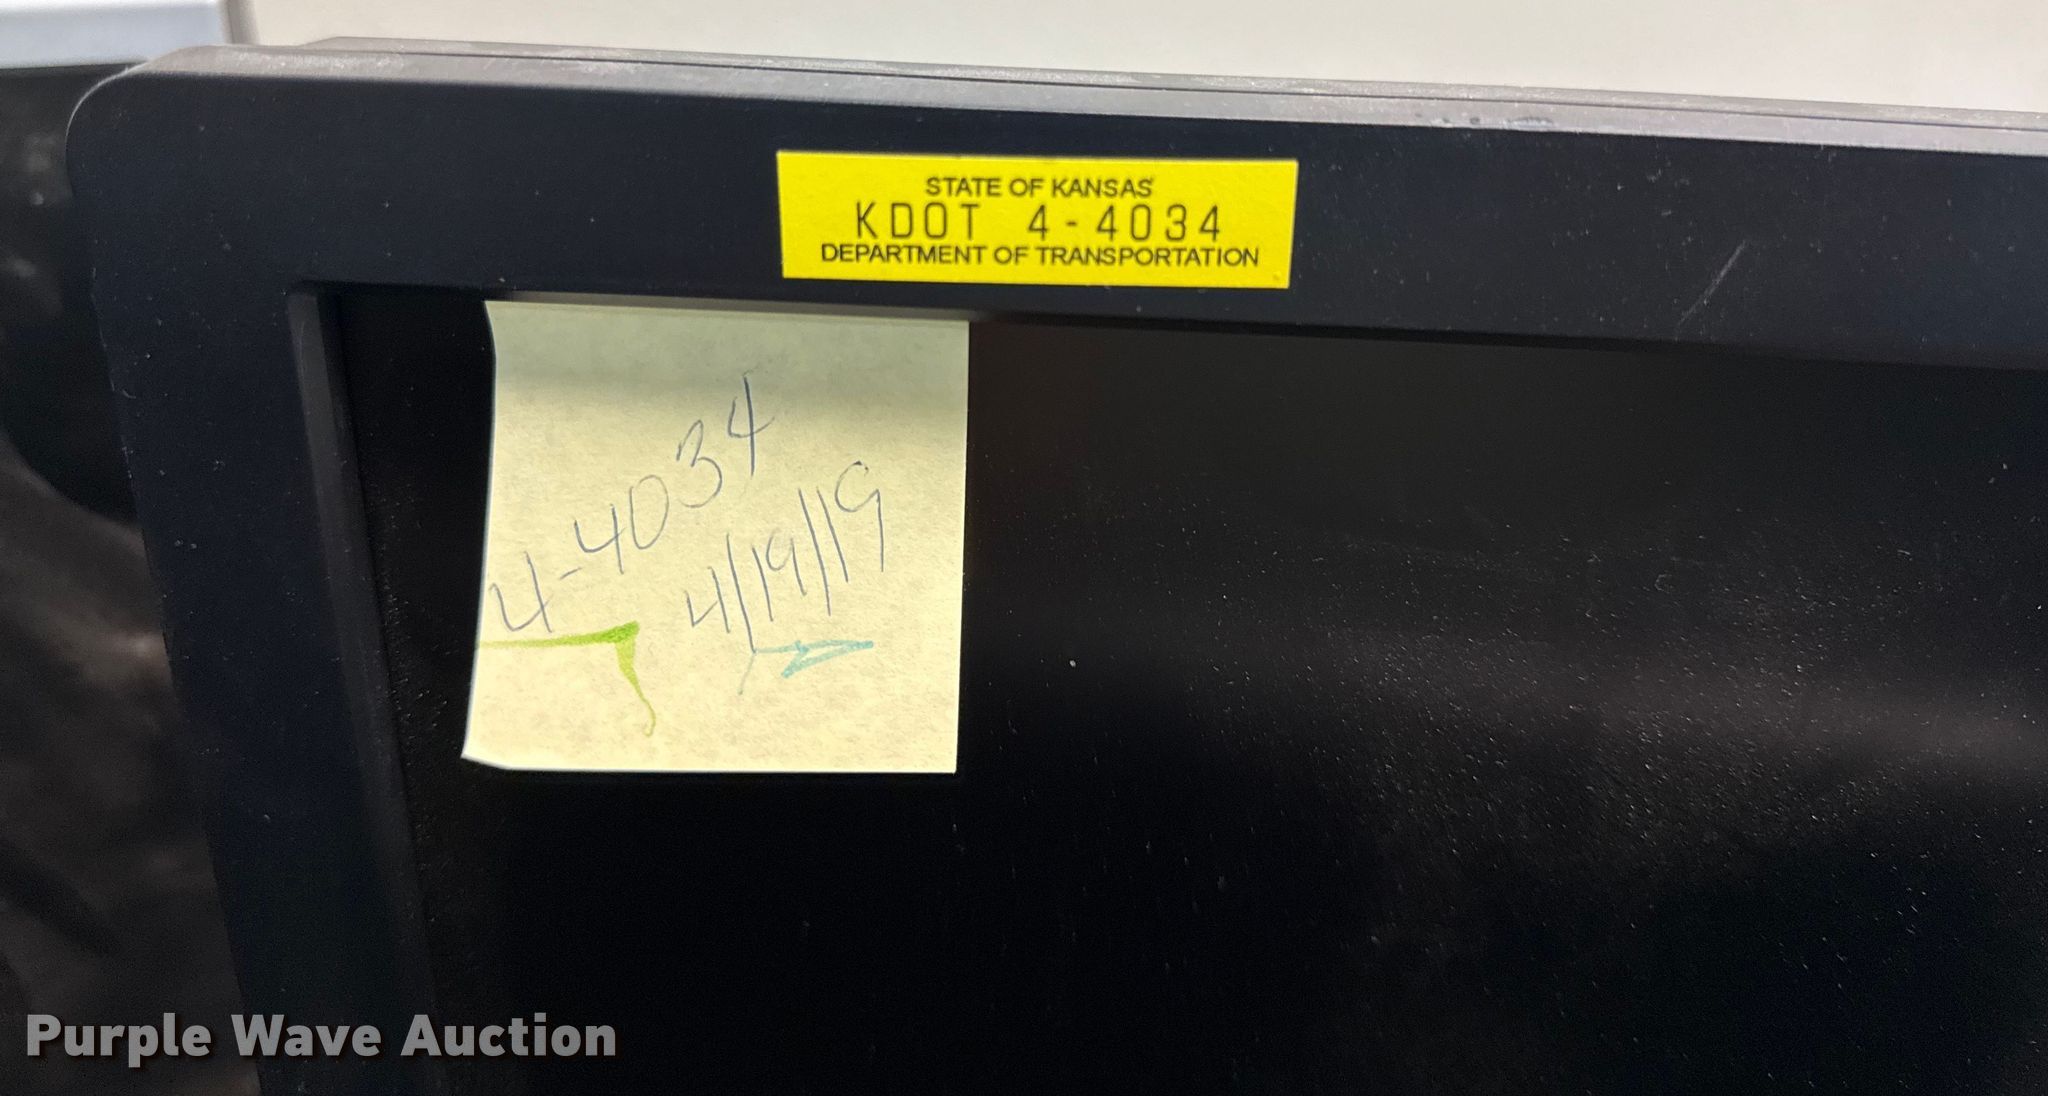 STATE OF KANSAS
KDOT 4-4034
DEPARTMENT OF TRANSPORTATION
4-4034
4/19/19
Purple Wave Auction